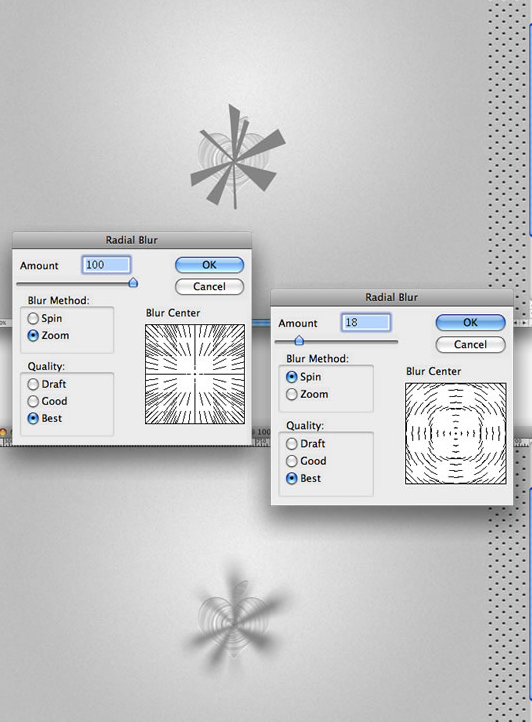 Radial Blur
Amount 100 OK
Cancel
Blur Method:
Spin
Zoom
Blur Center
Quality:
Draft
Good
Best
Radial Blur
Amount 18 OK
Cancel
Blur Method:
Spin
Zoom
Blur Center
Quality:
Draft
Good
Best